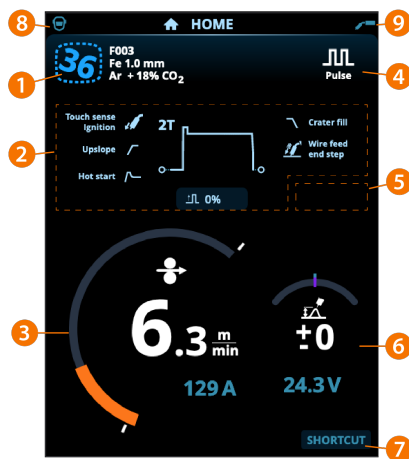 8
HOME
9
36
F003
Fe 1.0 mm
Ar + 18% CO₂
Pulse
1
4
Touch sense
Ignition
2T
Crater fill
2
Upslope
Wire feed
end step
Hot start
5
0%
3
6.3 m/min
±0
6
129 A
24.3 V
SHORTCUT
7